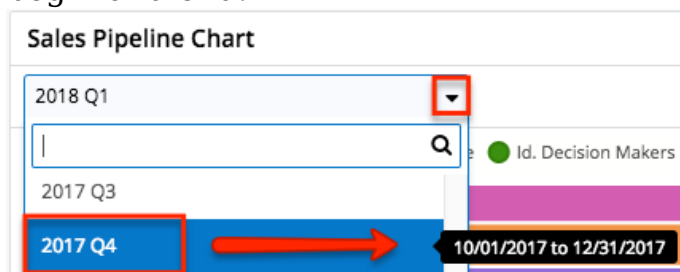 Sales Pipeline Chart
2018 Q1
Id. Decision Makers
2017 Q3
2017 Q4
10/01/2017 to 12/31/2017